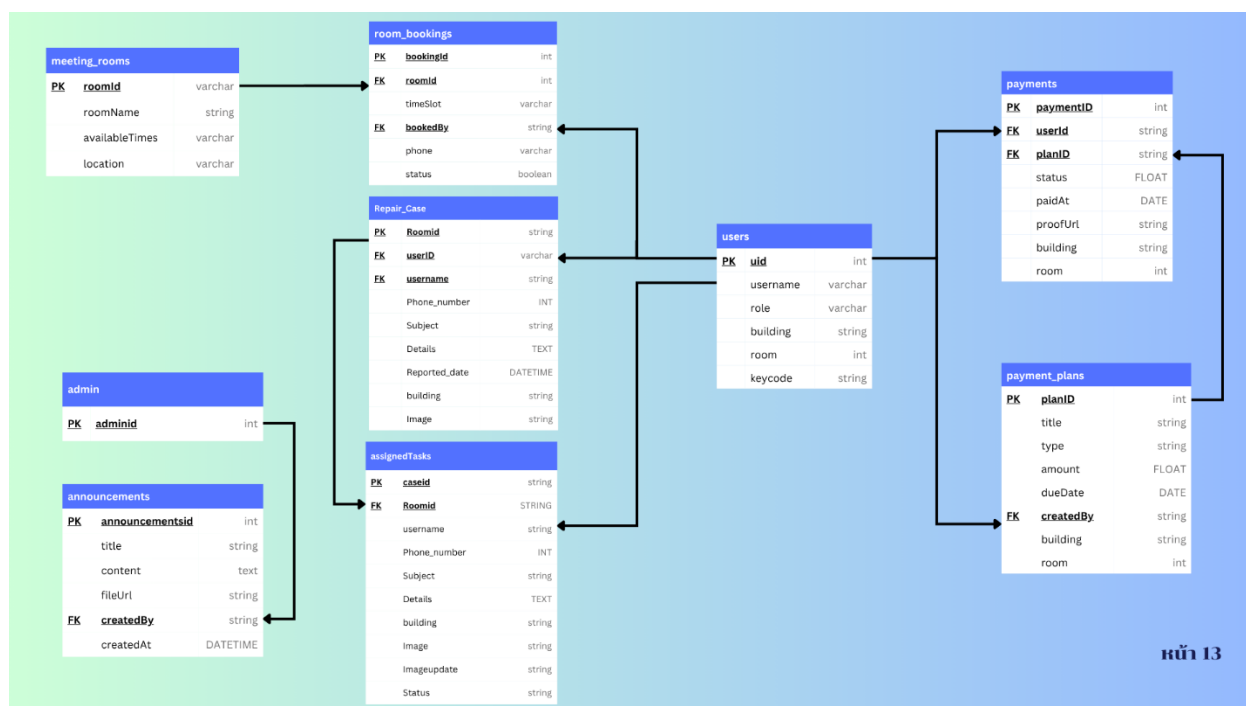 meeting_rooms
PK roomId varchar
roomName string
availableTimes varchar
location varchar
room_bookings
PK bookingId int
FK roomId int
timeSlot varchar
FK bookedBy string
phone varchar
status boolean
Repair_Case
PK Roomid string
FK userID varchar
FK username string
Phone_number INT
Subject string
Details TEXT
Reported_date DATETIME
building string
Image string
admin
PK adminid int
announcements
PK announcementsid int
title string
content text
fileUrl string
FK createdBy string
createdAt DATETIME
assignedTasks
PK caseid string
FK Roomid STRING
username string
Phone_number INT
Subject string
Details TEXT
building string
Image string
Imageupdate string
Status string
users
PK uid int
username varchar
role varchar
building string
room int
keycode string
payments
PK paymentID int
FK userId string
FK planID string
status FLOAT
paidAt DATE
proofUrl string
building string
room int
payment_plans
PK planID int
title string
type string
amount FLOAT
dueDate DATE
FK createdBy string
building string
room int
หน้า 13